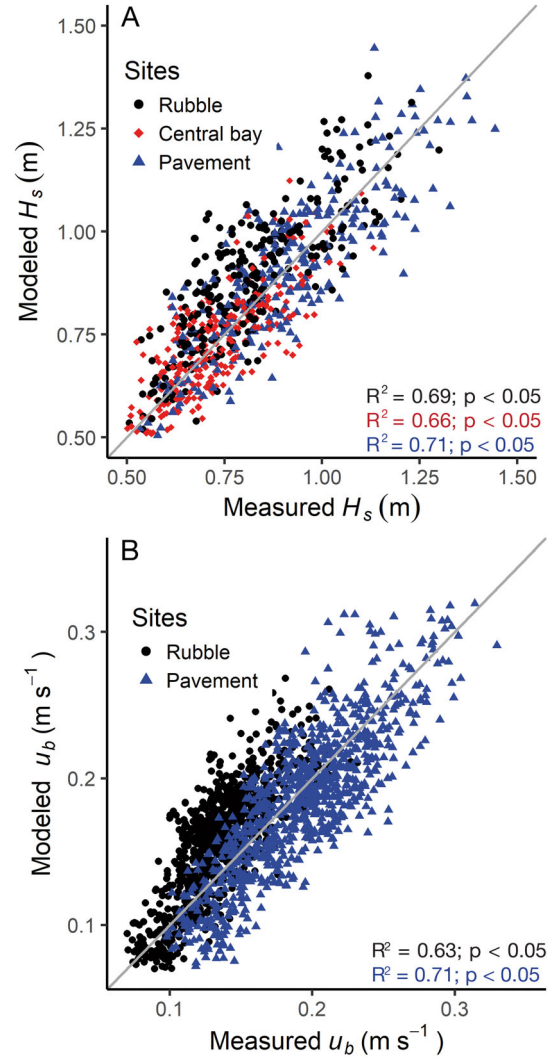 A
1.50
1.25
1.00
0.75
0.50
Modeled Hs (m)
Sites
Rubble
Central bay
Pavement
R² = 0.69; p < 0.05
R² = 0.66; p < 0.05
R² = 0.71; p < 0.05
0.50 0.75 1.00 1.25 1.50
Measured Hs (m)
B
0.3
0.2
0.1
Modeled ub (m s⁻¹)
Sites
Rubble
Pavement
R² = 0.63; p < 0.05
R² = 0.71; p < 0.05
0.1 0.2 0.3
Measured ub (m s⁻¹)